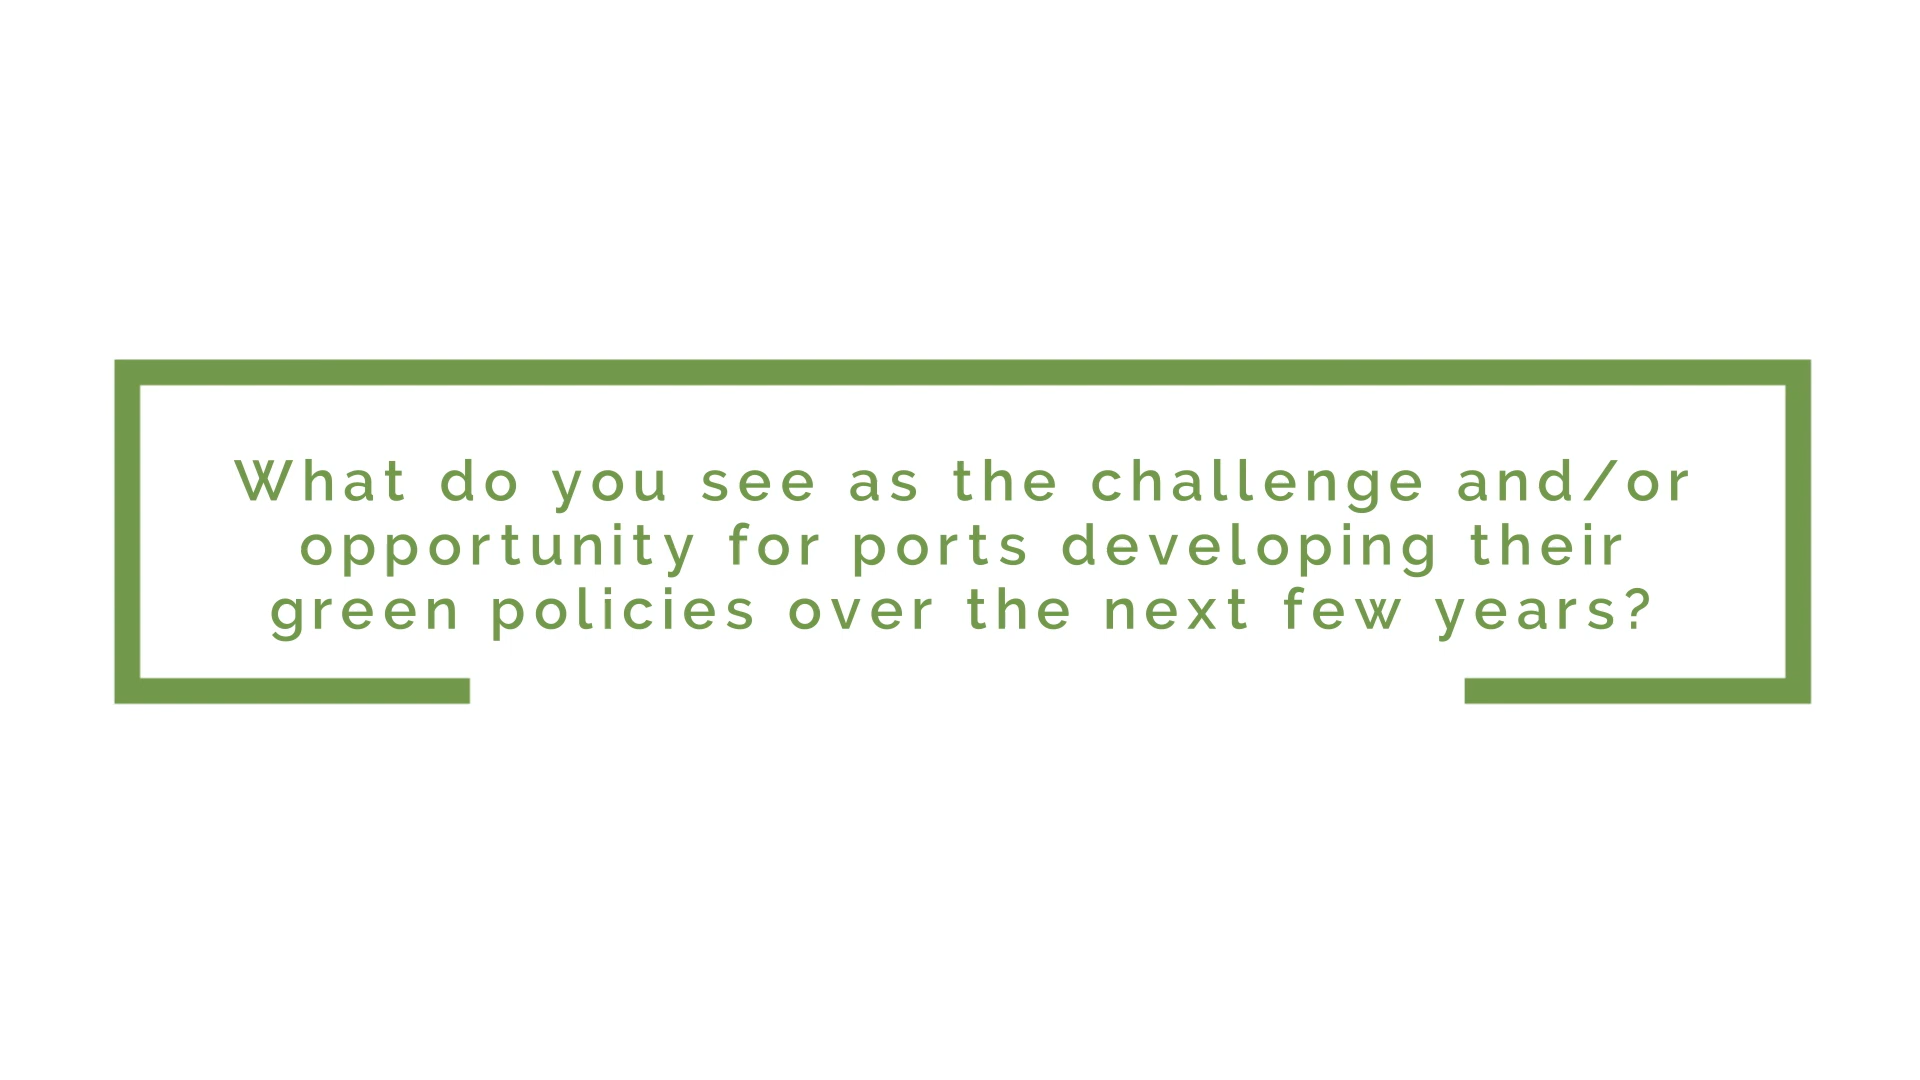 What do you see as the challenge and/or
opportunity for ports developing their
green policies over the next few years?